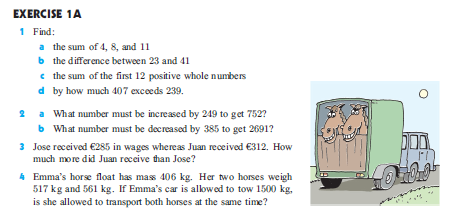 EXERCISE 1A
1 Find:
a the sum of 4, 8, and 11
b the difference between 23 and 41
c the sum of the first 12 positive whole numbers
d by how much 407 exceeds 239.
2 a What number must be increased by 249 to get 752?
b What number must be decreased by 385 to get 2691?
3 Jose received €285 in wages whereas Juan received €312. How
much more did Juan receive than Jose?
4 Emma's horse float has mass 406 kg. Her two horses weigh
517 kg and 561 kg. If Emma's car is allowed to tow 1500 kg,
is she allowed to transport both horses at the same time?